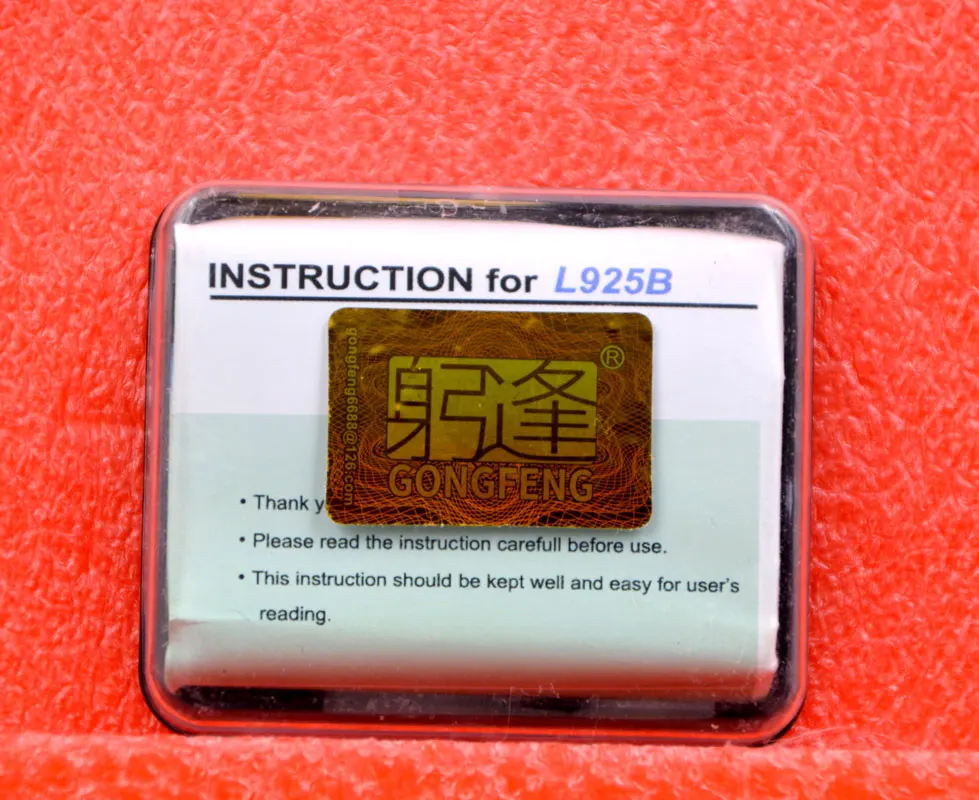 INSTRUCTION for L925B
®
gongfeng6688@126.com
躬逢
GONGFENG
• Thank y
• Please read the instruction carefull before use.
• This instruction should be kept well and easy for user's
reading.